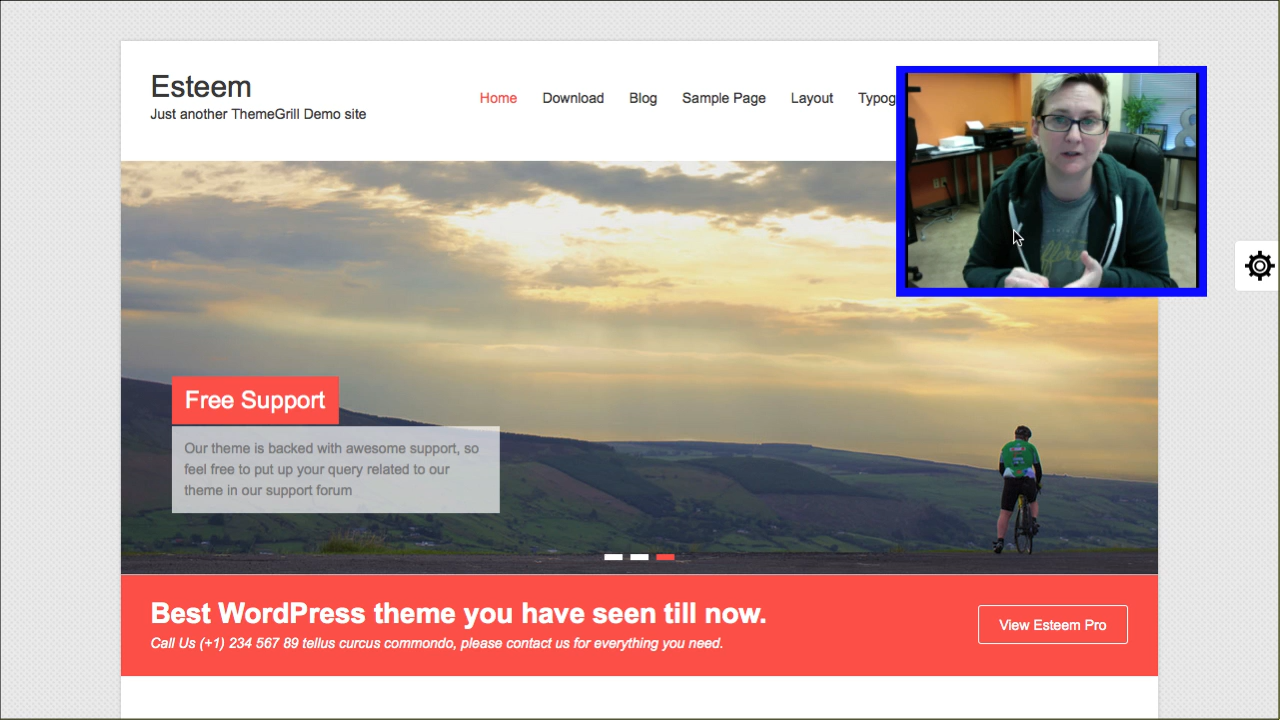 Esteem
Just another ThemeGrill Demo site
Home Download Blog Sample Page Layout Typog
Free Support
Our theme is backed with awesome support, so
feel free to put up your query related to our
theme in our support forum
Best WordPress theme you have seen till now.
Call Us (+1) 234 567 89 tellus curcus commondo, please contact us for everything you need.
View Esteem Pro